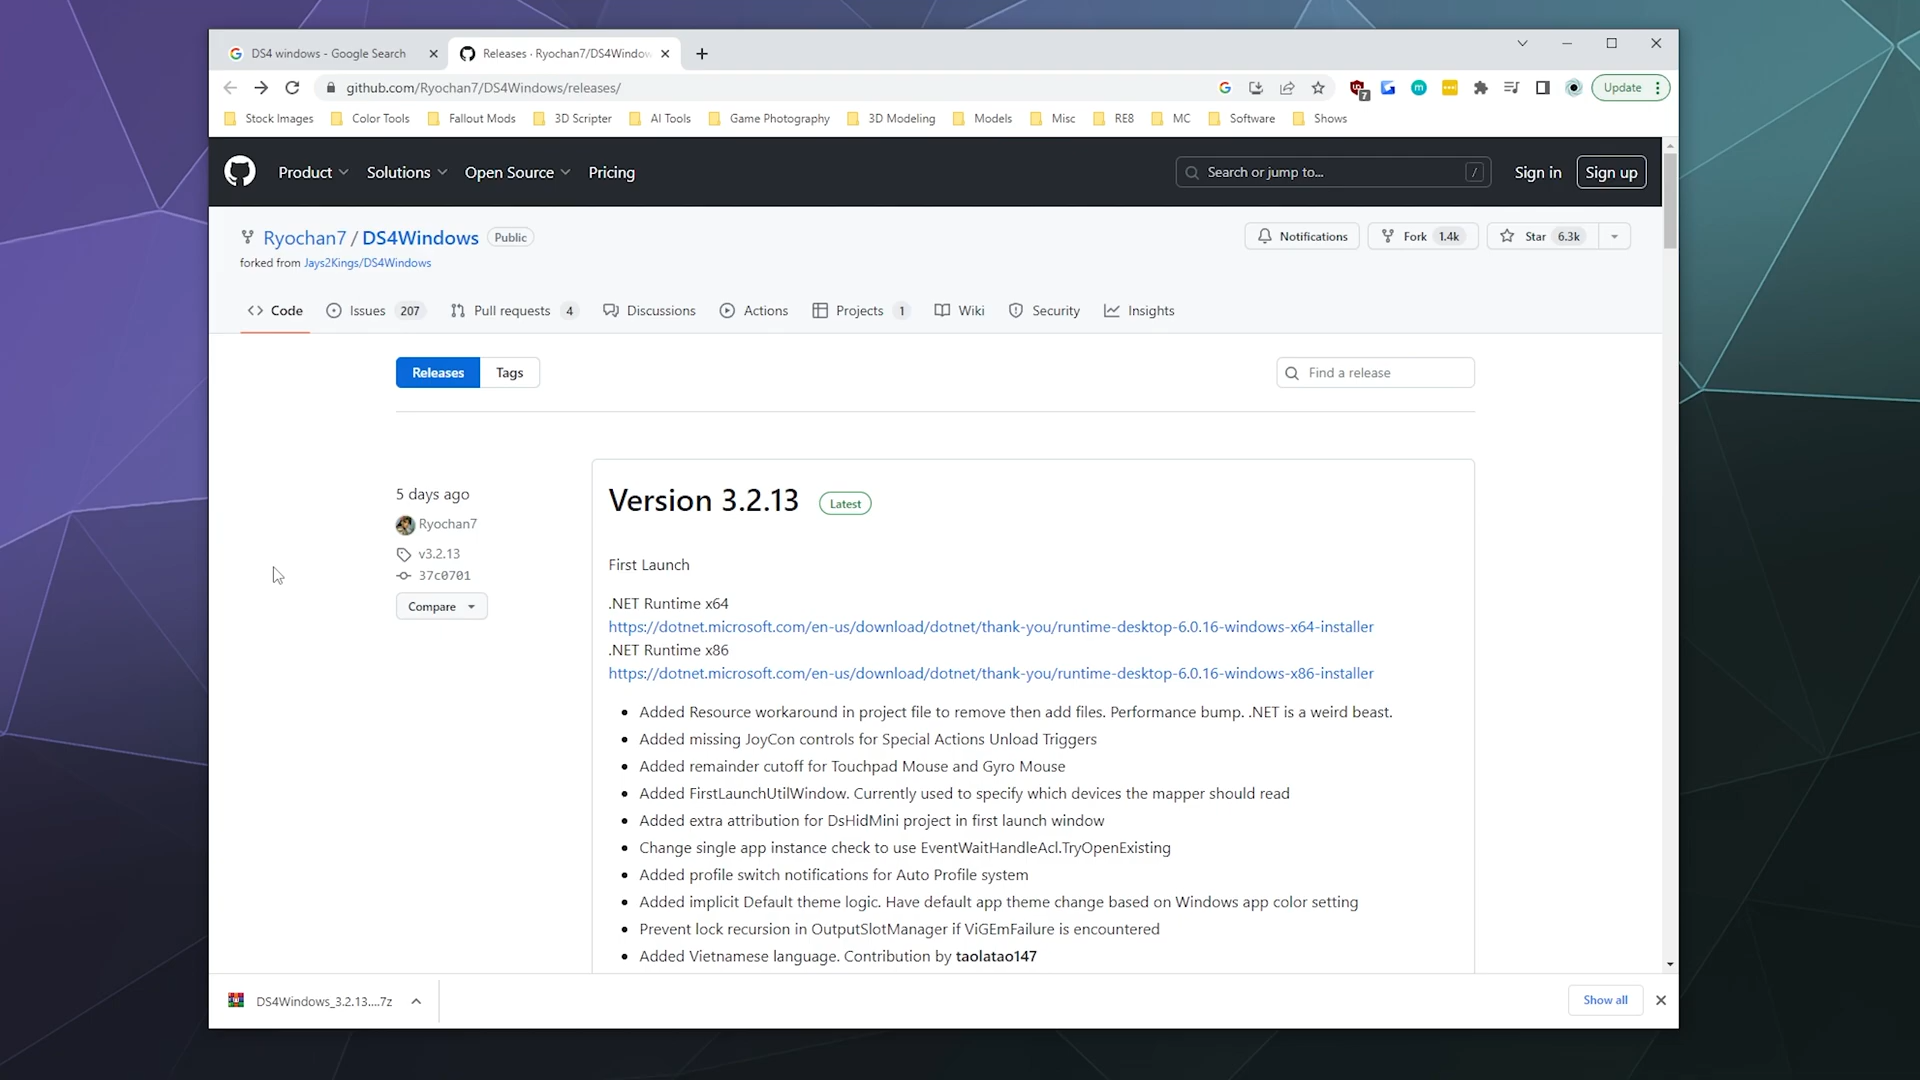 DS4 windows - Google Search
Releases · Ryochan7/DS4Window
github.com/Ryochan7/DS4Windows/releases/
7
Update
Stock Images
Color Tools
Fallout Mods
3D Scripter
AI Tools
Game Photography
3D Modeling
Models
Misc
RE8
MC
Software
Shows
Product
Solutions
Open Source
Pricing
Search or jump to...
/
Sign in
Sign up
Ryochan7 / DS4Windows Public
Notifications
Fork 1.4k
Star 6.3k
forked from Jays2Kings/DS4Windows
Code
Issues 207
Pull requests 4
Discussions
Actions
Projects 1
Wiki
Security
Insights
Releases
Tags
Find a release
5 days ago
Ryochan7
v3.2.13
37c0701
Compare
Version 3.2.13 Latest
First Launch
.NET Runtime x64
https://dotnet.microsoft.com/en-us/download/dotnet/thank-you/runtime-desktop-6.0.16-windows-x64-installer
.NET Runtime x86
https://dotnet.microsoft.com/en-us/download/dotnet/thank-you/runtime-desktop-6.0.16-windows-x86-installer
• Added Resource workaround in project file to remove then add files. Performance bump. .NET is a weird beast.
• Added missing JoyCon controls for Special Actions Unload Triggers
• Added remainder cutoff for Touchpad Mouse and Gyro Mouse
• Added FirstLaunchUtilWindow. Currently used to specify which devices the mapper should read
• Added extra attribution for DsHidMini project in first launch window
• Change single app instance check to use EventWaitHandleAcl.TryOpenExisting
• Added profile switch notifications for Auto Profile system
• Added implicit Default theme logic. Have default app theme change based on Windows app color setting
• Prevent lock recursion in OutputSlotManager if ViGEmFailure is encountered
• Added Vietnamese language. Contribution by taolatao147
DS4Windows_3.2.13....7z
Show all